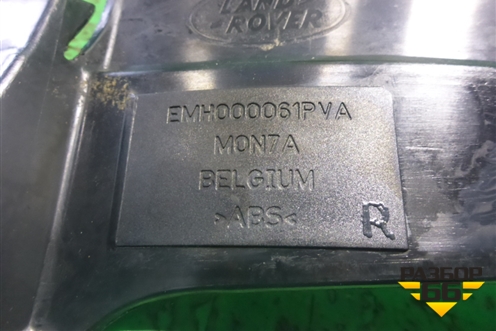 LAND
ROVER
EMH000061PVA
MON7A
BELGIUM
>ABS<
R
РАЗБОР
66